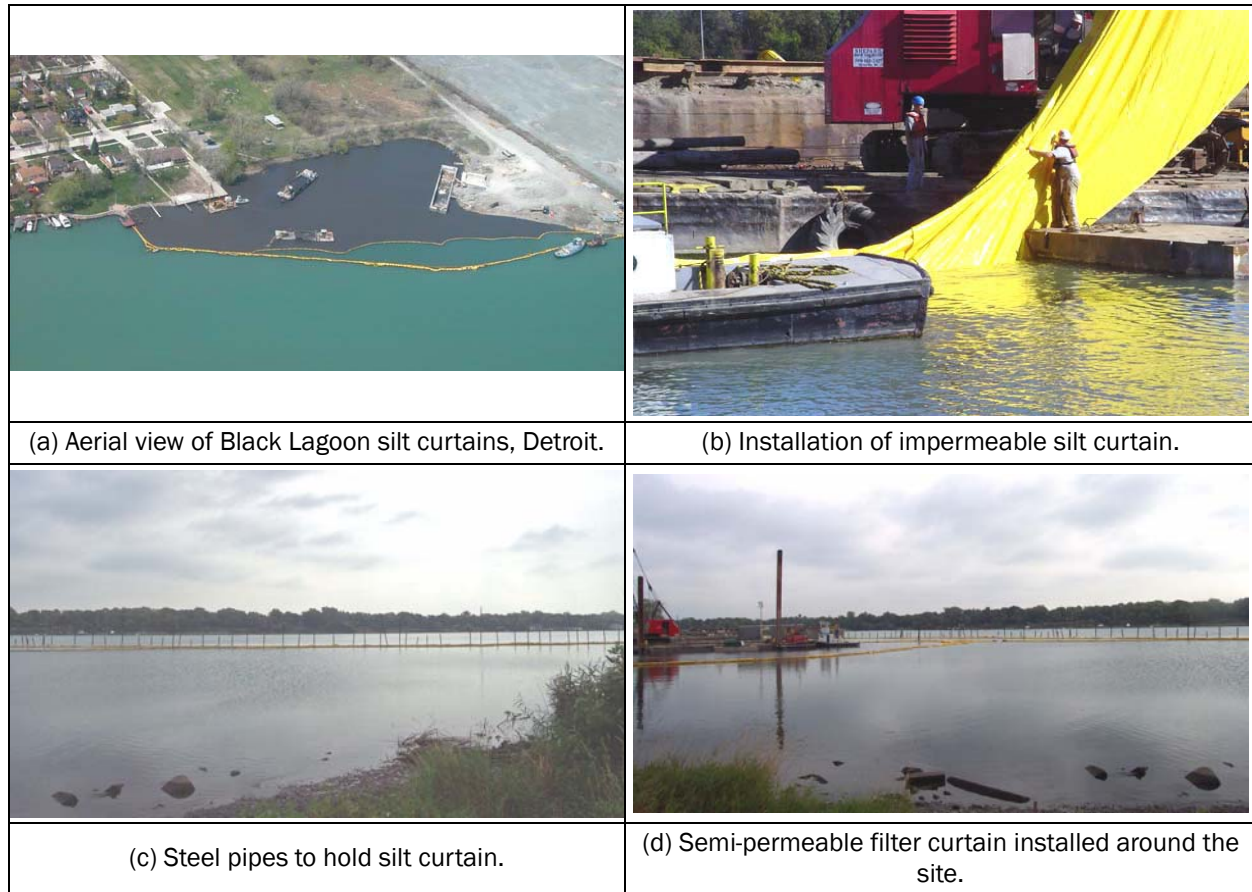 (a) Aerial view of Black Lagoon silt curtains, Detroit.
(b) Installation of impermeable silt curtain.
(c) Steel pipes to hold silt curtain.
(d) Semi-permeable filter curtain installed around the
site.